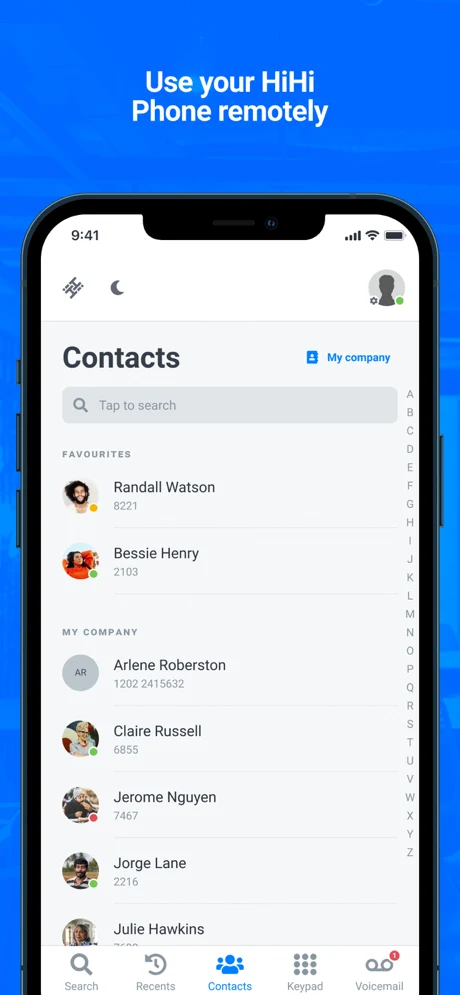 Use your HiHi
Phone remotely
9:41
Contacts
My company
Tap to search
FAVOURITES
Randall Watson
8221
Bessie Henry
2103
MY COMPANY
AR
Arlene Roberston
1202 2415632
Claire Russell
6855
Jerome Nguyen
7467
Jorge Lane
2216
Julie Hawkins
A
B
C
D
E
F
G
H
I
J
K
L
M
N
O
P
Q
R
S
T
U
V
W
X
Y
Z
1
Search
Recents
Contacts
Keypad
Voicemail